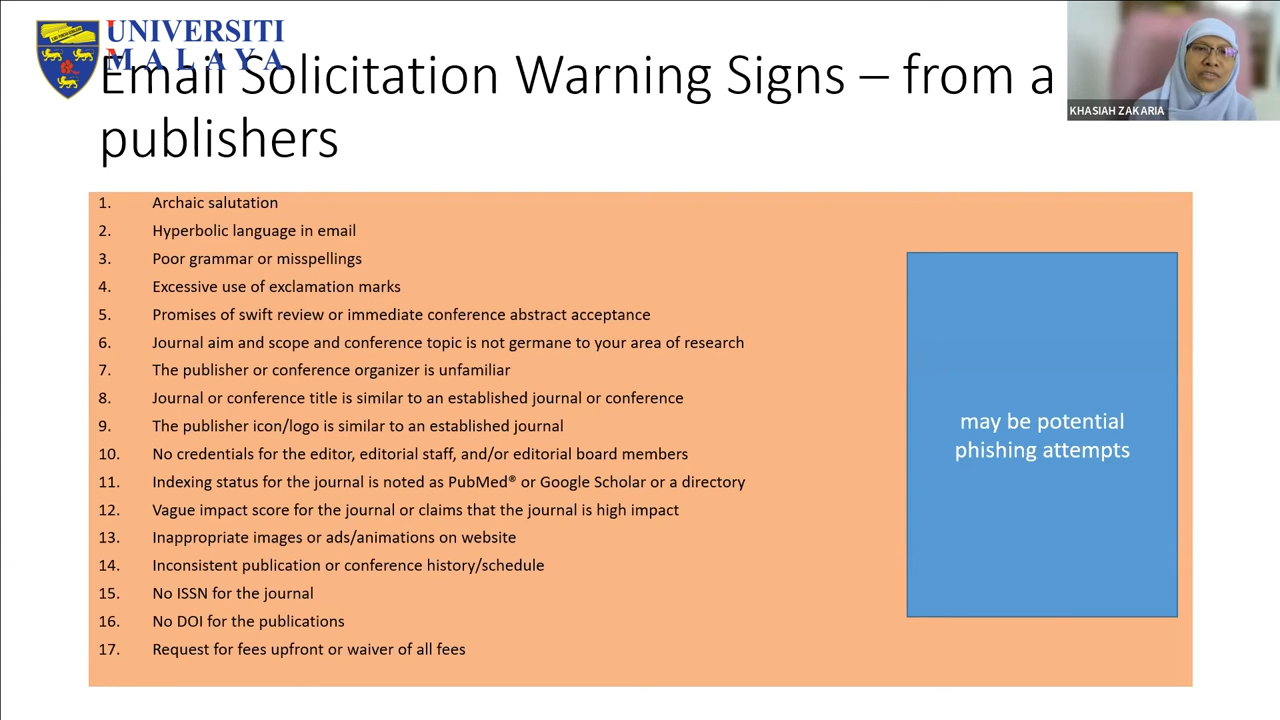 UNIVERSITI
MALAYA
Email Solicitation Warning Signs – from a
publishers
KHASIAH ZAKARIA
1. Archaic salutation
2. Hyperbolic language in email
3. Poor grammar or misspellings
4. Excessive use of exclamation marks
5. Promises of swift review or immediate conference abstract acceptance
6. Journal aim and scope and conference topic is not germane to your area of research
7. The publisher or conference organizer is unfamiliar
8. Journal or conference title is similar to an established journal or conference
9. The publisher icon/logo is similar to an established journal
10. No credentials for the editor, editorial staff, and/or editorial board members
11. Indexing status for the journal is noted as PubMed® or Google Scholar or a directory
12. Vague impact score for the journal or claims that the journal is high impact
13. Inappropriate images or ads/animations on website
14. Inconsistent publication or conference history/schedule
15. No ISSN for the journal
16. No DOI for the publications
17. Request for fees upfront or waiver of all fees
may be potential
phishing attempts